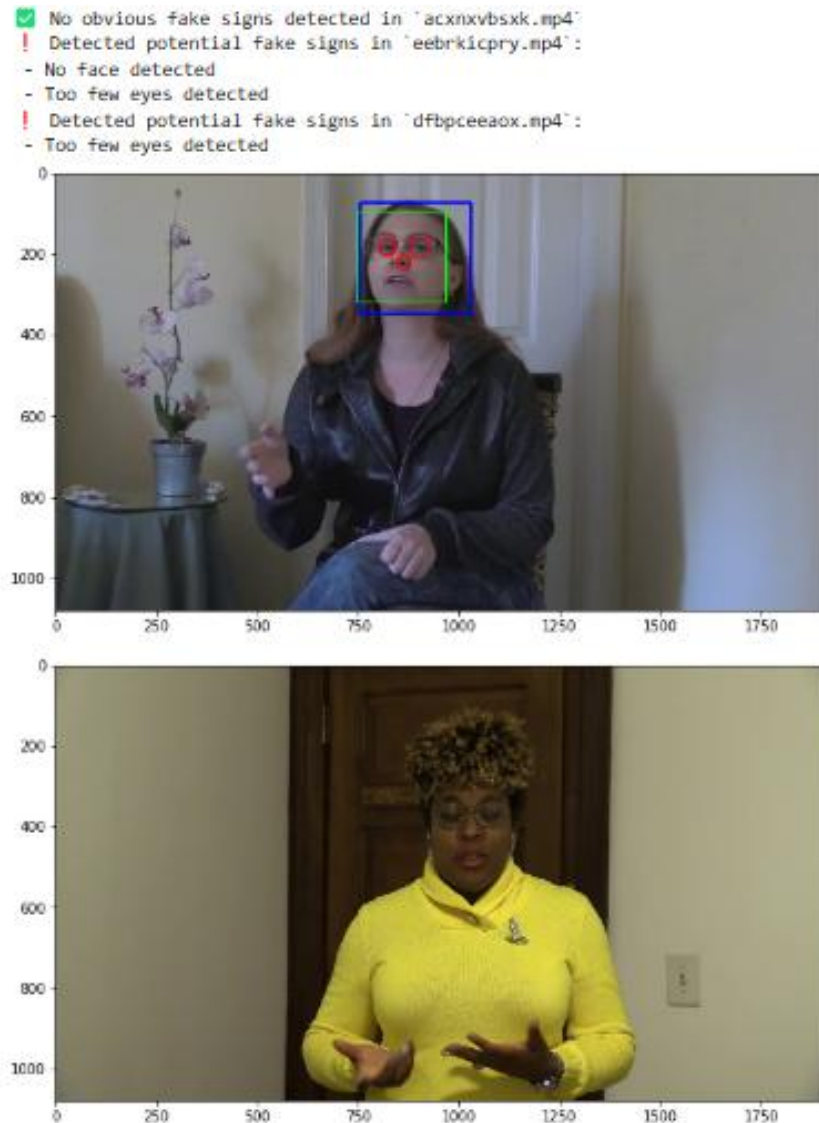 ✅ No obvious fake signs detected in `acxnxvbsxk.mp4`
❗ Detected potential fake signs in `eebrkicpry.mp4`:
- No face detected
- Too few eyes detected
❗ Detected potential fake signs in `dfbpceeaox.mp4`:
- Too few eyes detected
0
200
400
600
800
1000
0 250 500 750 1000 1250 1500 1750
0
200
400
600
800
1000
0 250 500 750 1000 1250 1500 1750